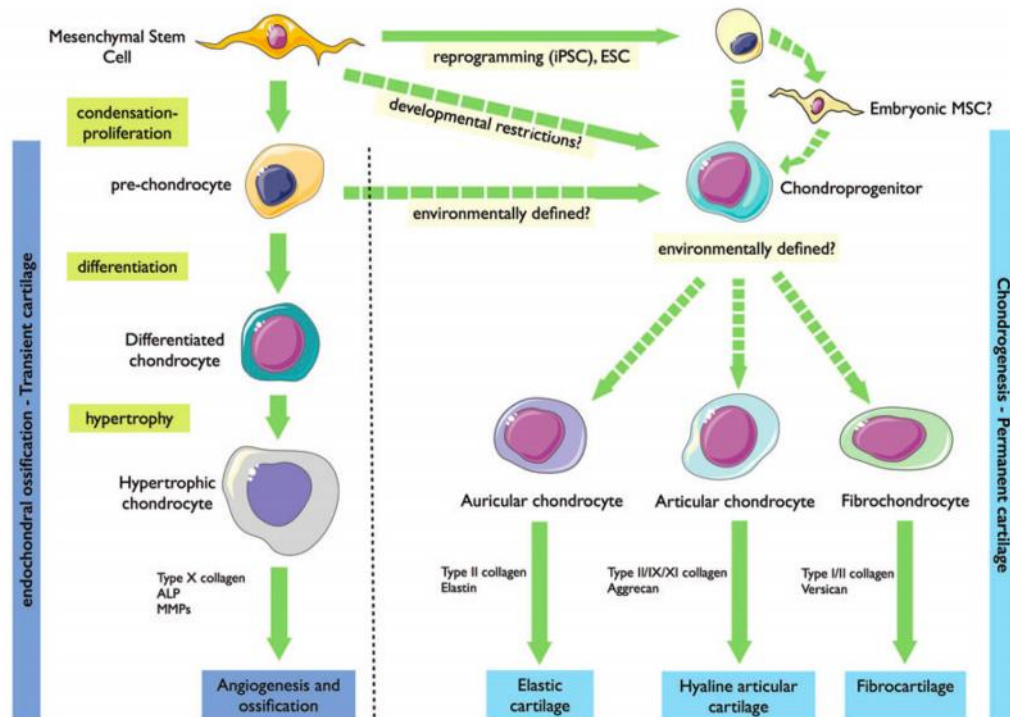 Mesenchymal Stem
Cell
reprogramming (iPSC), ESC
Embryonic MSC?
developmental restrictions?
condensation-
proliferation
pre-chondrocyte
environmentally defined?
Chondroprogenitor
environmentally defined?
differentiation
Differentiated
chondrocyte
hypertrophy
Hypertrophic
chondrocyte
Auricular chondrocyte
Articular chondrocyte
Fibrochondrocyte
Type X collagen
ALP
MMPs
Type II collagen
Elastin
Type II/IX/XI collagen
Aggrecan
Type I/II collagen
Versican
Angiogenesis and
ossification
Elastic
cartilage
Hyaline articular
cartilage
Fibrocartilage
endochondral ossification - Transient cartilage
Chondrogenesis - Permanent cartilage